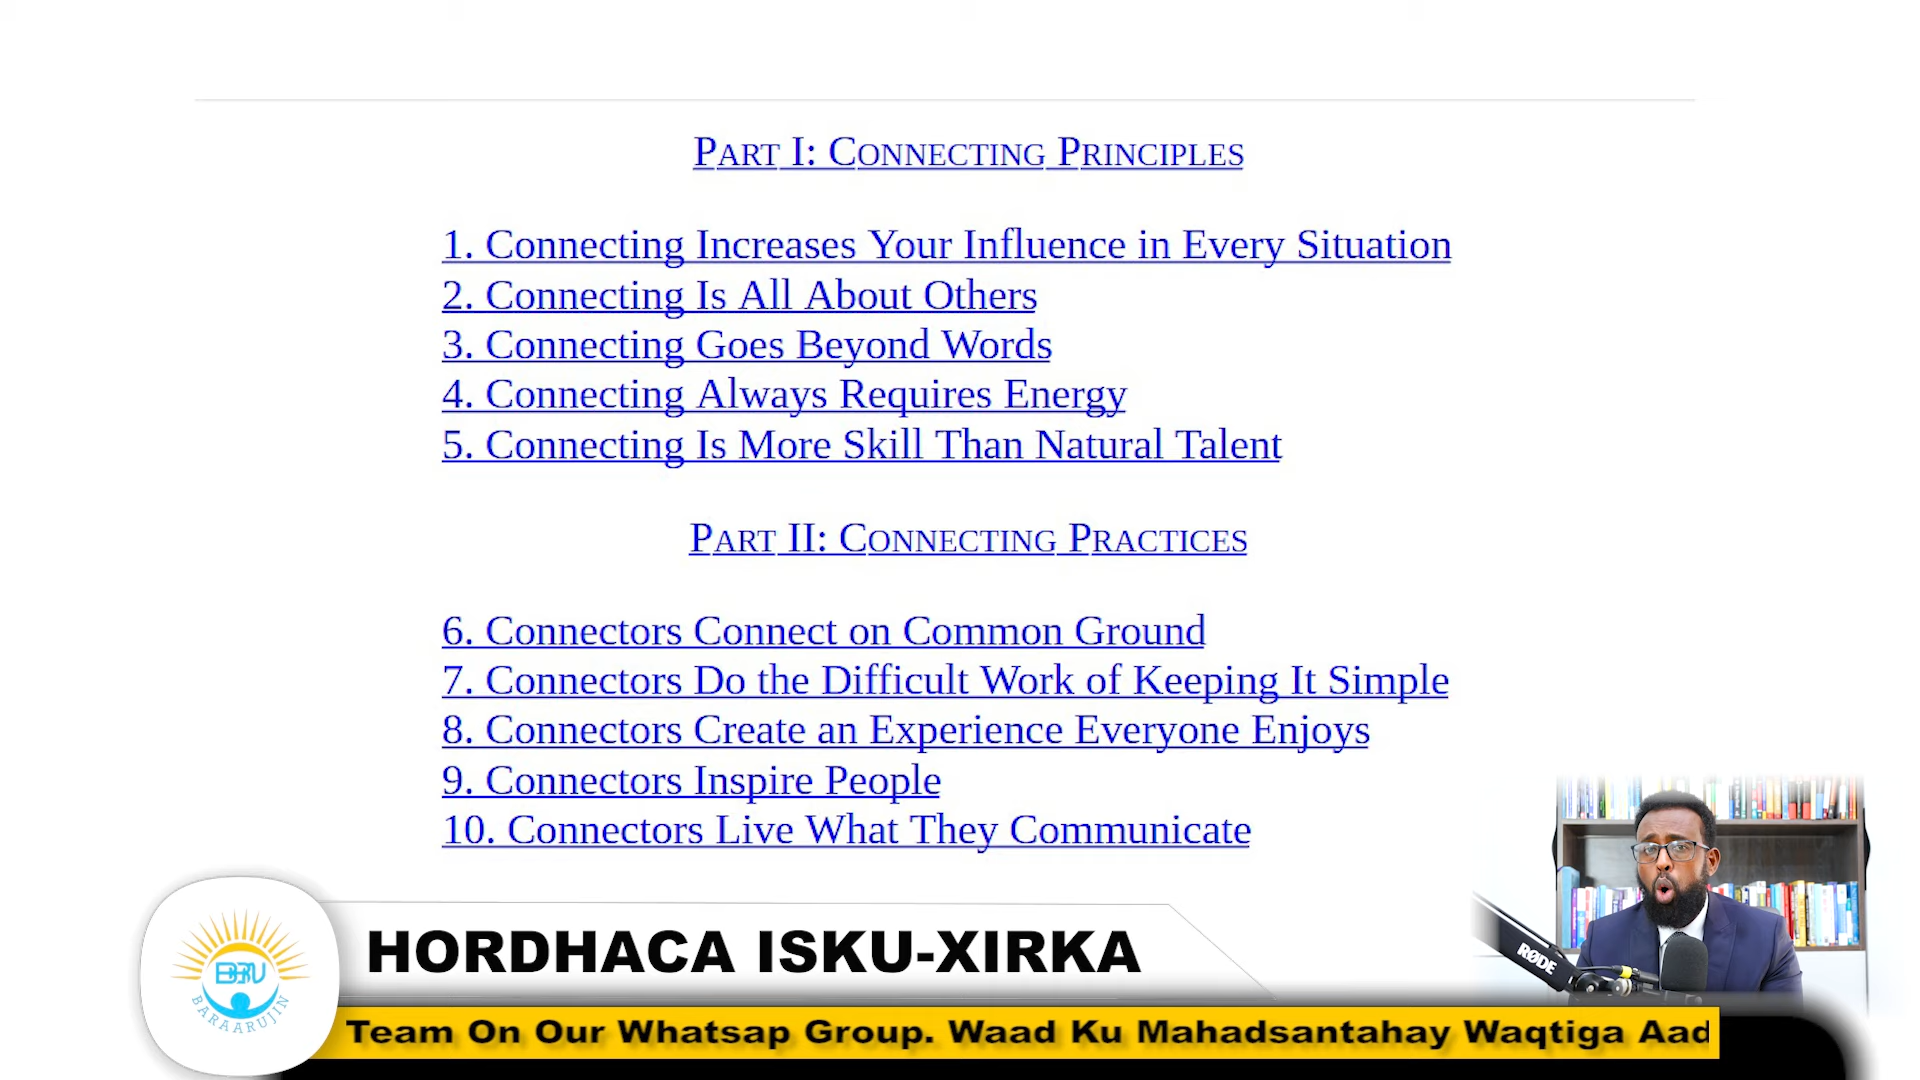 PART I: CONNECTING PRINCIPLES
1. Connecting Increases Your Influence in Every Situation
2. Connecting Is All About Others
3. Connecting Goes Beyond Words
4. Connecting Always Requires Energy
5. Connecting Is More Skill Than Natural Talent
PART II: CONNECTING PRACTICES
6. Connectors Connect on Common Ground
7. Connectors Do the Difficult Work of Keeping It Simple
8. Connectors Create an Experience Everyone Enjoys
9. Connectors Inspire People
10. Connectors Live What They Communicate
RØDE
BARAARUJIN
HORDHACA ISKU-XIRKA
Team On Our Whatsap Group. Waad Ku Mahadsantahay Waqtiga Aad